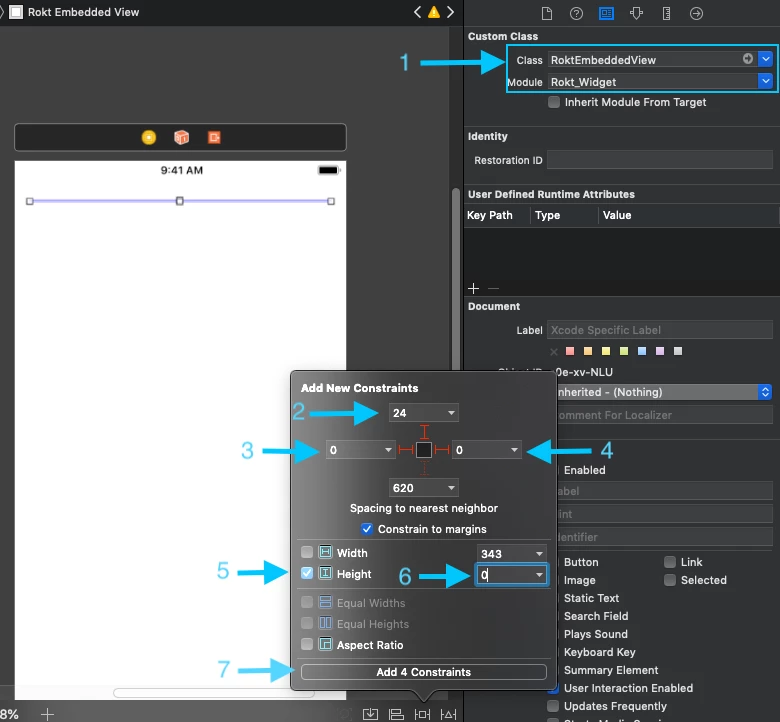 Rokt Embedded View
Custom Class
1
Class RoktEmbeddedView
Module Rokt_Widget
Inherit Module From Target
Identity
Restoration ID
9:41 AM
User Defined Runtime Attributes
Key Path Type Value
Document
Label Xcode Specific Label
0e-xv-NLU
nherited - (Nothing)
omment For Localizer
Add New Constraints
2 24
3 0 0 4
620
Spacing to nearest neighbor
Constrain to margins
Enabled
abel
int
dentifier
5 Width 343
Height 6 0
Equal Widths
Equal Heights
Aspect Ratio
7 Add 4 Constraints
Button Link
Image Selected
Static Text
Search Field
Plays Sound
Keyboard Key
Summary Element
User Interaction Enabled
Updates Frequently
8%